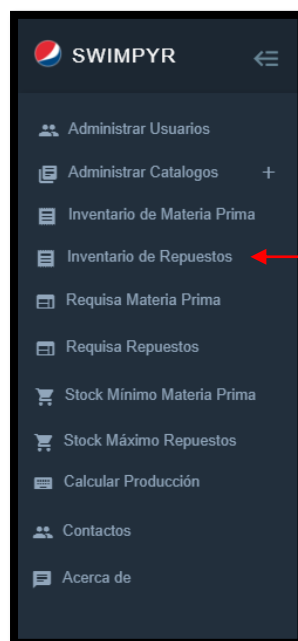 SWIMPYR
Administrar Usuarios
Administrar Catalogos +
Inventario de Materia Prima
Inventario de Repuestos
Requisa Materia Prima
Requisa Repuestos
Stock Mínimo Materia Prima
Stock Máximo Repuestos
Calcular Producción
Contactos
Acerca de